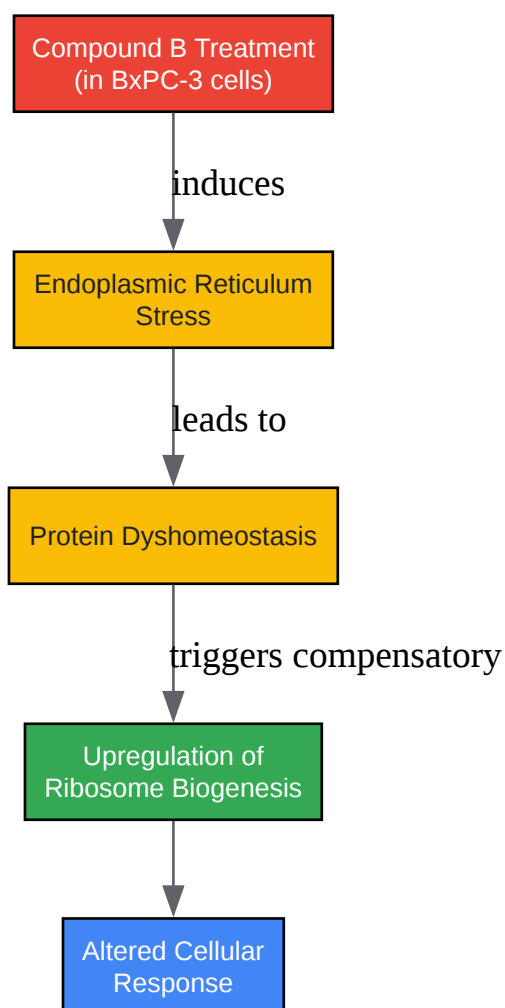 Compound B Treatment
(in BxPC-3 cells)
induces
Endoplasmic Reticulum
Stress
leads to
Protein Dyshomeostasis
triggers compensatory
Upregulation of
Ribosome Biogenesis
Altered Cellular
Response